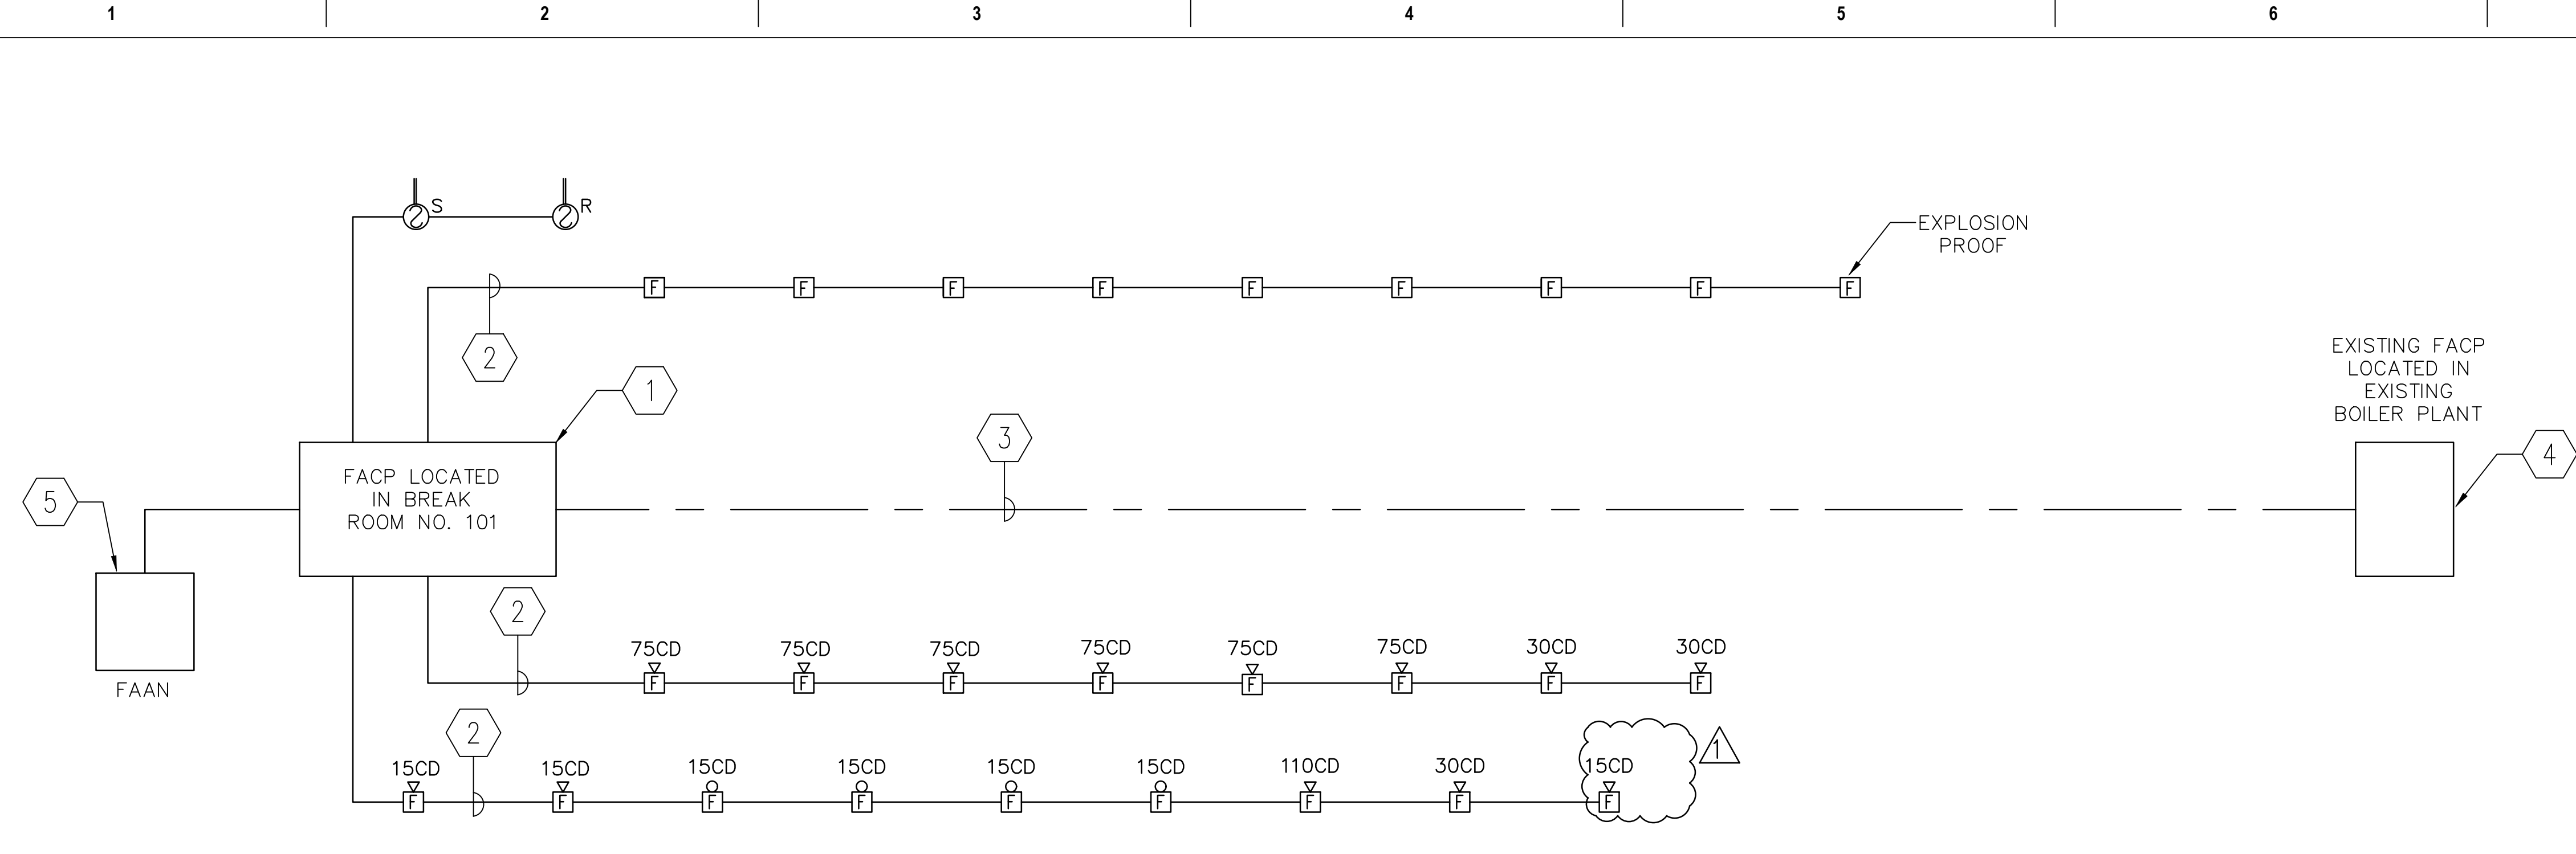 1 2 3 4 5 6
S R
EXPLOSION
PROOF
F F F F F F F F F
2
1
EXISTING FACP
LOCATED IN
EXISTING
BOILER PLANT
3
4
5
FACP LOCATED
IN BREAK
ROOM NO. 101
FAAN
2
75CD 75CD 75CD 75CD 75CD 75CD 30CD 30CD
F F F F F F F F
2
1
15CD 15CD 15CD 15CD 15CD 15CD 110CD 30CD 15CD
F F F F F F F F F